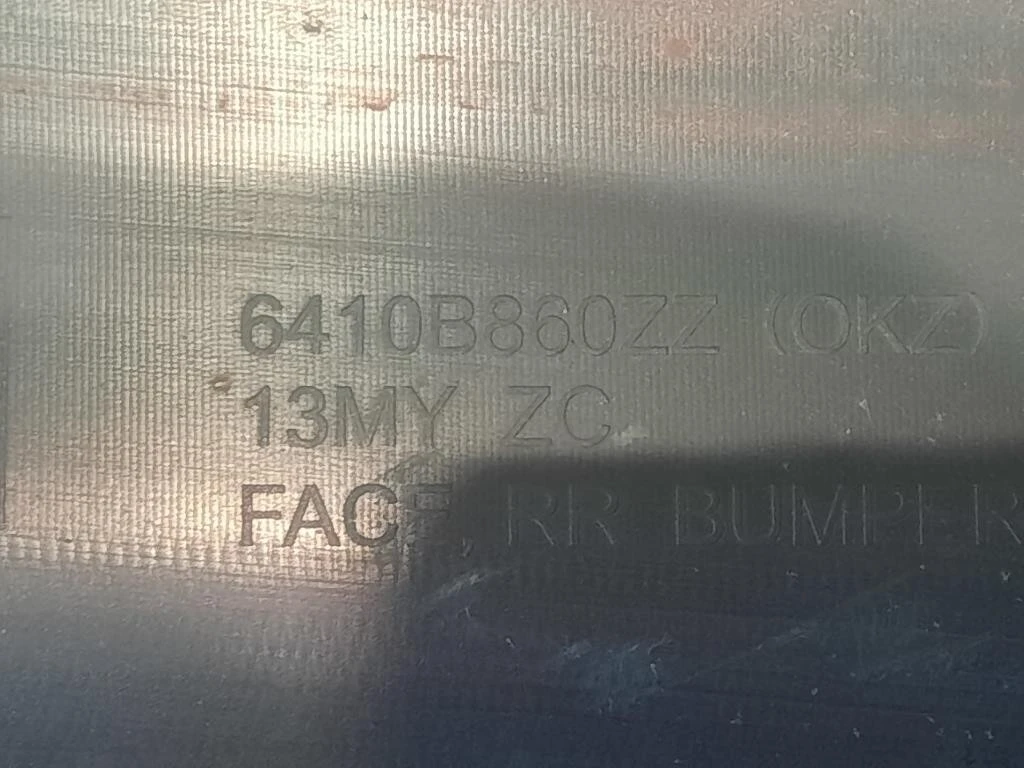 6410B860ZZ (OKZ)
13MY ZC
FACE, RR BUMPER